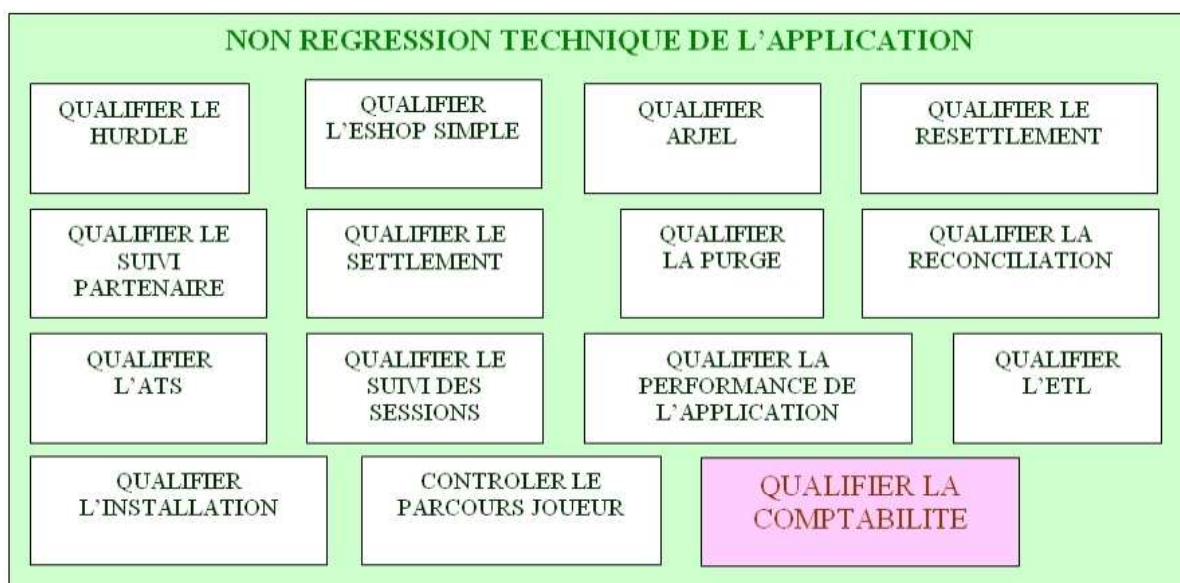 NON REGRESSION TECHNIQUE DE L'APPLICATION
QUALIFIER LE
HURDLE
QUALIFIER
L'ESHOP SIMPLE
QUALIFIER
ARJEL
QUALIFIER LE
RESETTLEMENT
QUALIFIER LE
SUIVI
PARTENAIRE
QUALIFIER LE
SETTLEMENT
QUALIFIER
LA PURGE
QUALIFIER LA
RECONCILIATION
QUALIFIER
L'ATS
QUALIFIER LE
SUIVI DES
SESSIONS
QUALIFIER LA
PERFORMANCE DE
L'APPLICATION
QUALIFIER
L'ETL
QUALIFIER
L'INSTALLATION
CONTROLER LE
PARCOURS JOUEUR
QUALIFIER LA
COMPTABILITE